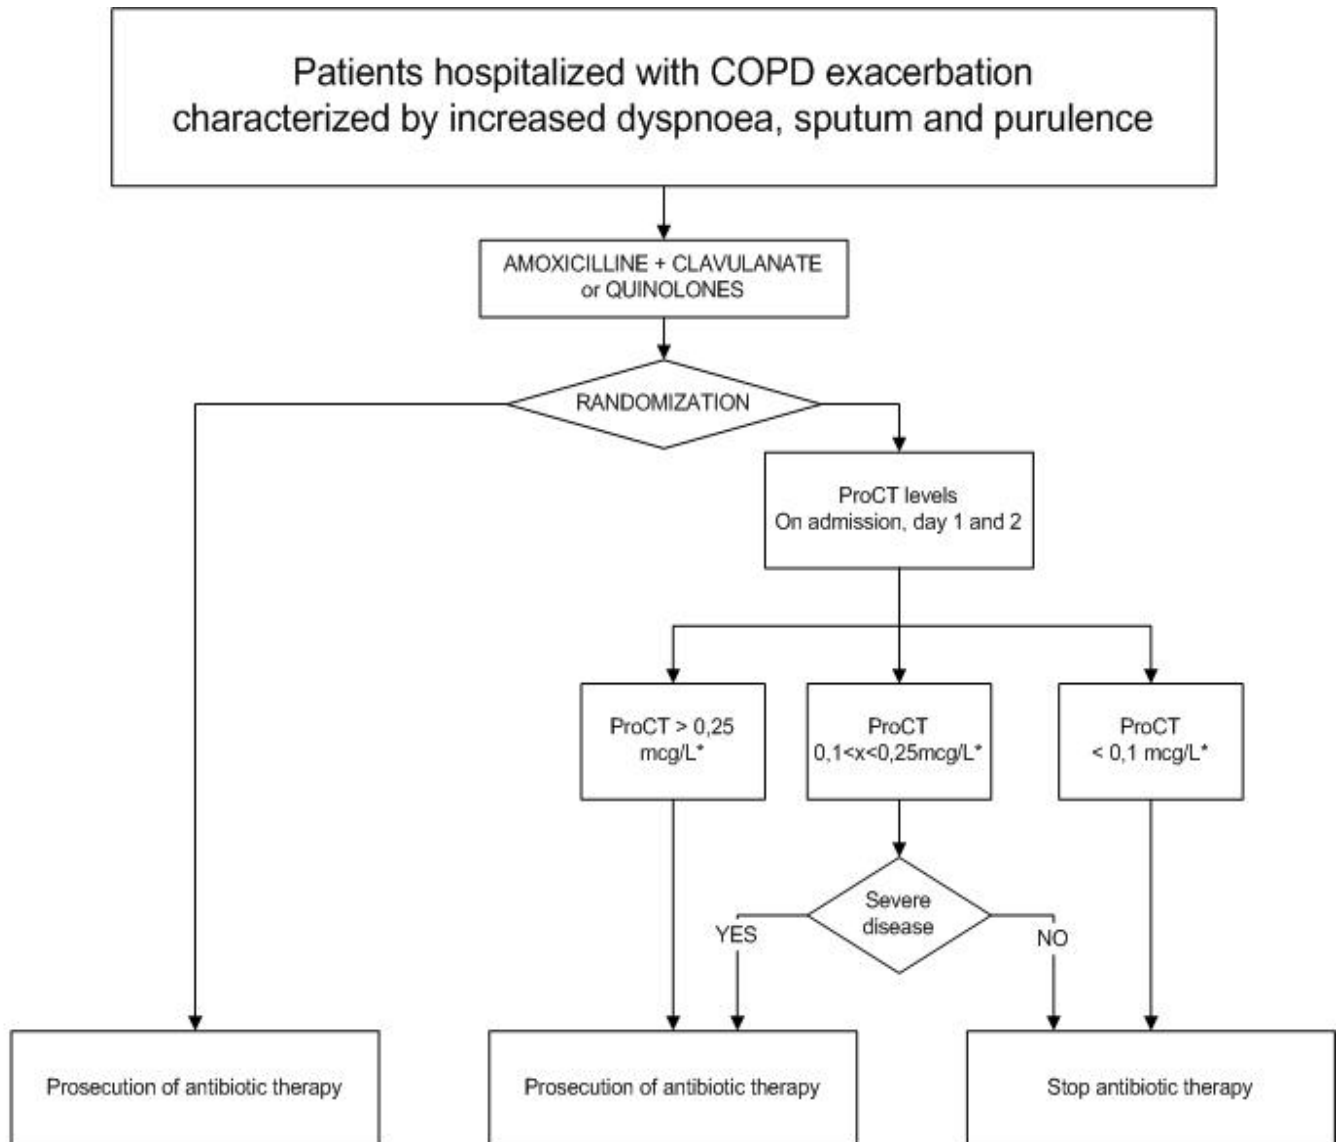 Patients hospitalized with COPD exacerbation
characterized by increased dyspnoea, sputum and purulence
AMOXICILLINE + CLAVULANATE
or QUINOLONES
RANDOMIZATION
ProCT levels
On admission, day 1 and 2
ProCT > 0,25
mcg/L*
ProCT
0,1<x<0,25mcg/L*
ProCT
< 0,1 mcg/L*
Severe
disease
YES
NO
Prosecution of antibiotic therapy
Prosecution of antibiotic therapy
Stop antibiotic therapy